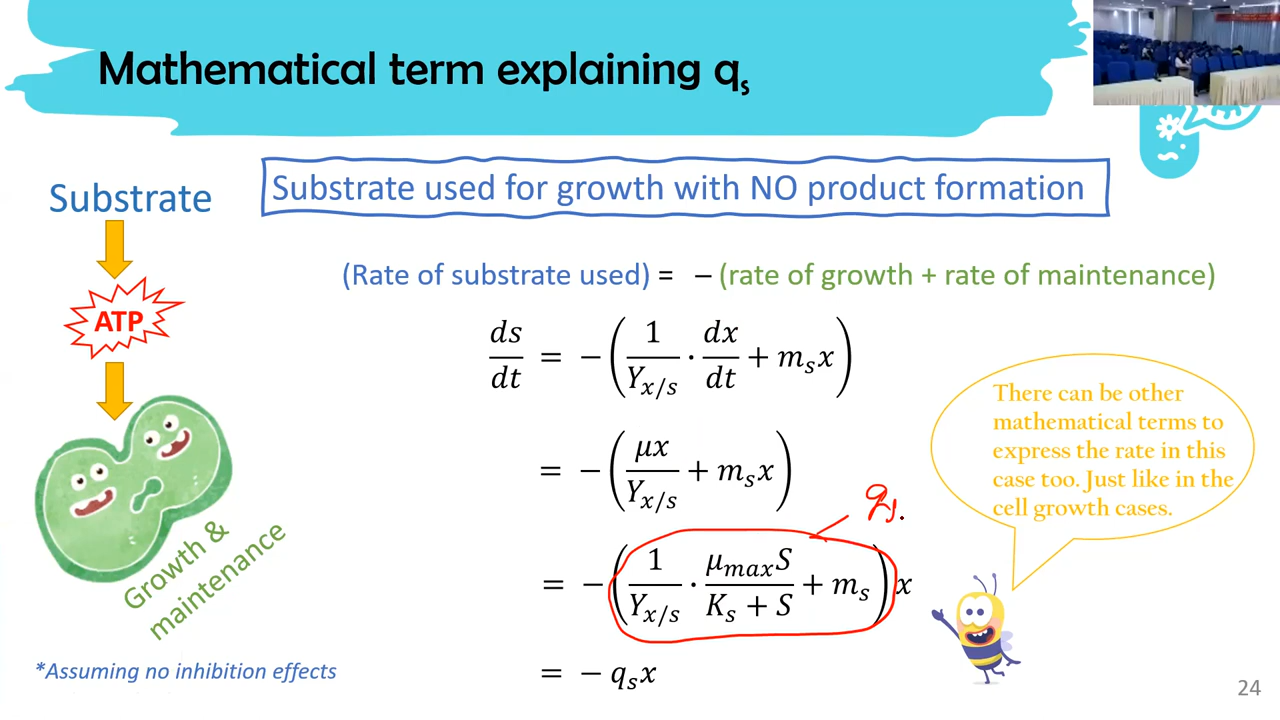 Mathematical term explaining qₛ
Substrate
Substrate used for growth with NO product formation
(Rate of substrate used) = – (rate of growth + rate of maintenance)
ATP
ds/dt = −(1/Yₓ/ₛ · dx/dt + mₛx)
There can be other
mathematical terms to
express the rate in this
case too. Just like in the
cell growth cases.
= −(μx/Yₓ/ₛ + mₛx)
qₛ.
= −(1/Yₓ/ₛ · μₘₐₓS/(Kₛ + S) + mₛ)x
Growth &
maintenance
*Assuming no inhibition effects
= −qₛx
24